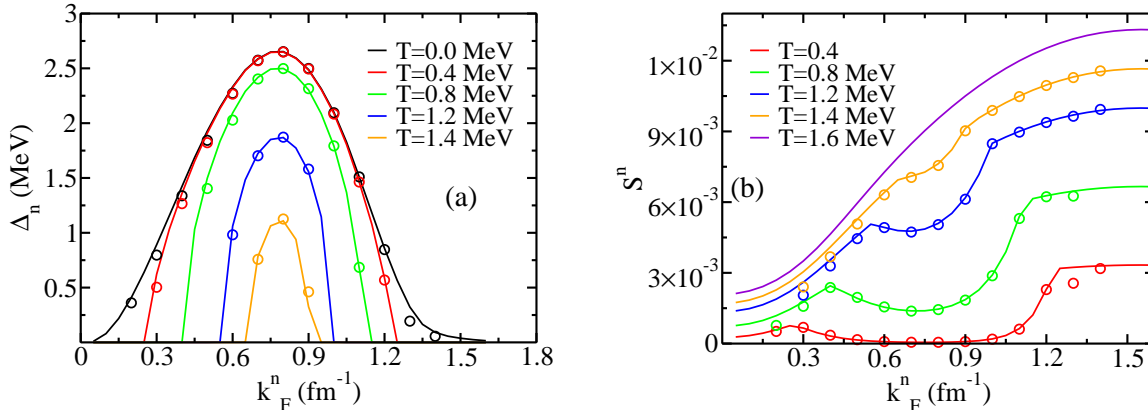 3
2.5
2
1.5
1
0.5
0
0.3
0.6
0.9
1.2
1.5
1.8
Δ_n (MeV)
k^n_F (fm^-1)
T=0.0 MeV
T=0.4 MeV
T=0.8 MeV
T=1.2 MeV
T=1.4 MeV
(a)
1×10^-2
9×10^-3
6×10^-3
3×10^-3
0
0
0.3
0.6
0.9
1.2
1.5
S^n
k^n_F (fm^-1)
T=0.4
T=0.8 MeV
T=1.2 MeV
T=1.4 MeV
T=1.6 MeV
(b)